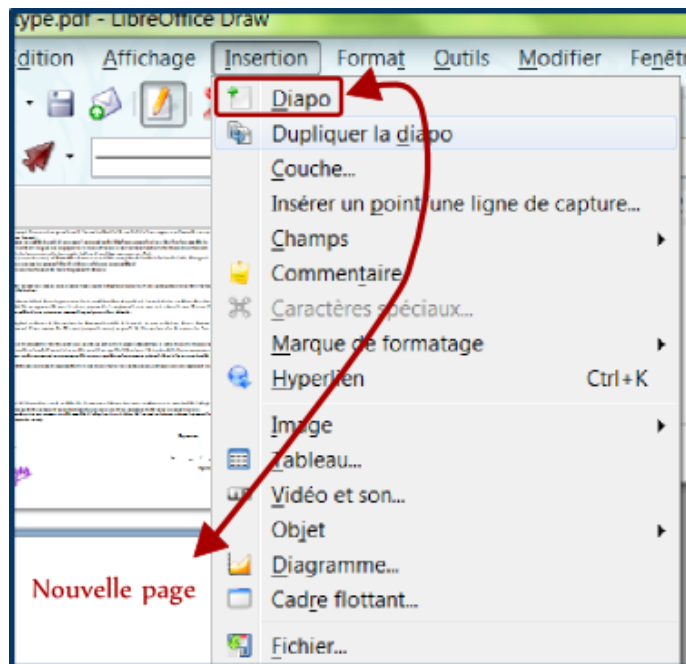 type.pdf - LibreOffice Draw
dition Affichage Insertion Format Outils Modifier Fenêt
Diapo
Dupliquer la diapo
Couche...
Insérer un point/une ligne de capture...
Champs
Commentaire
Caractères spéciaux...
Marque de formatage
Hyperlien Ctrl+K
Image
Tableau...
Vidéo et son...
Objet
Diagramme...
Cadre flottant...
Fichier...
Nouvelle page